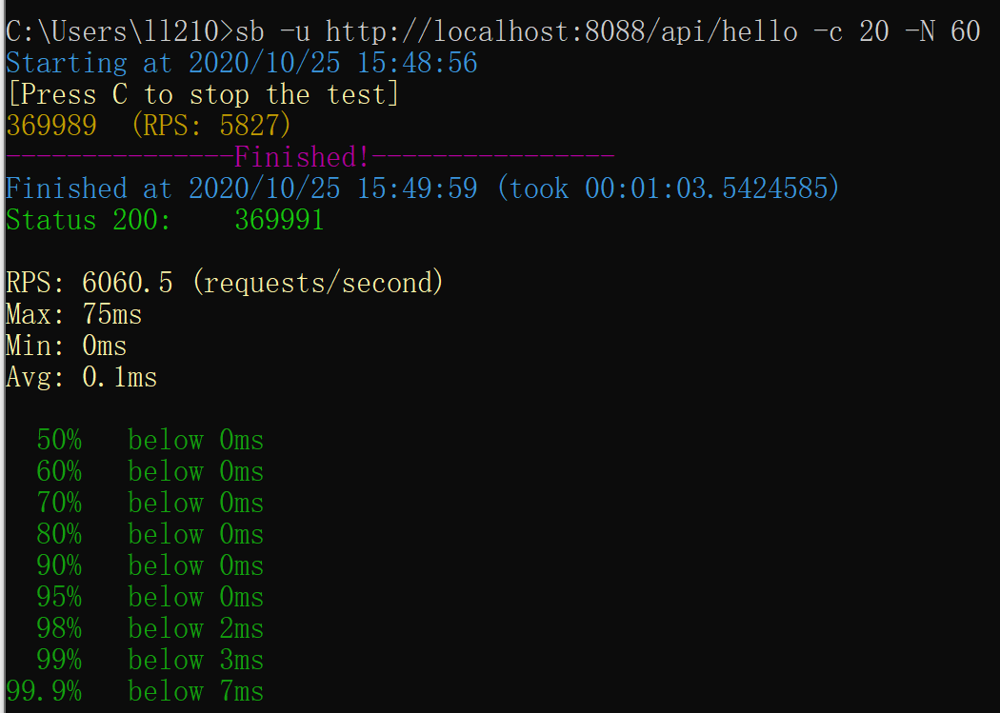 C:\Users\ll210>sb -u http://localhost:8088/api/hello -c 20 -N 60
Starting at 2020/10/25 15:48:56
[Press C to stop the test]
369989  (RPS: 5827)
---------------Finished!----------------
Finished at 2020/10/25 15:49:59 (took 00:01:03.5424585)
Status 200:    369991
RPS: 6060.5 (requests/second)
Max: 75ms
Min: 0ms
Avg: 0.1ms
50%   below 0ms
60%   below 0ms
70%   below 0ms
80%   below 0ms
90%   below 0ms
95%   below 0ms
98%   below 2ms
99%   below 3ms
99.9%   below 7ms